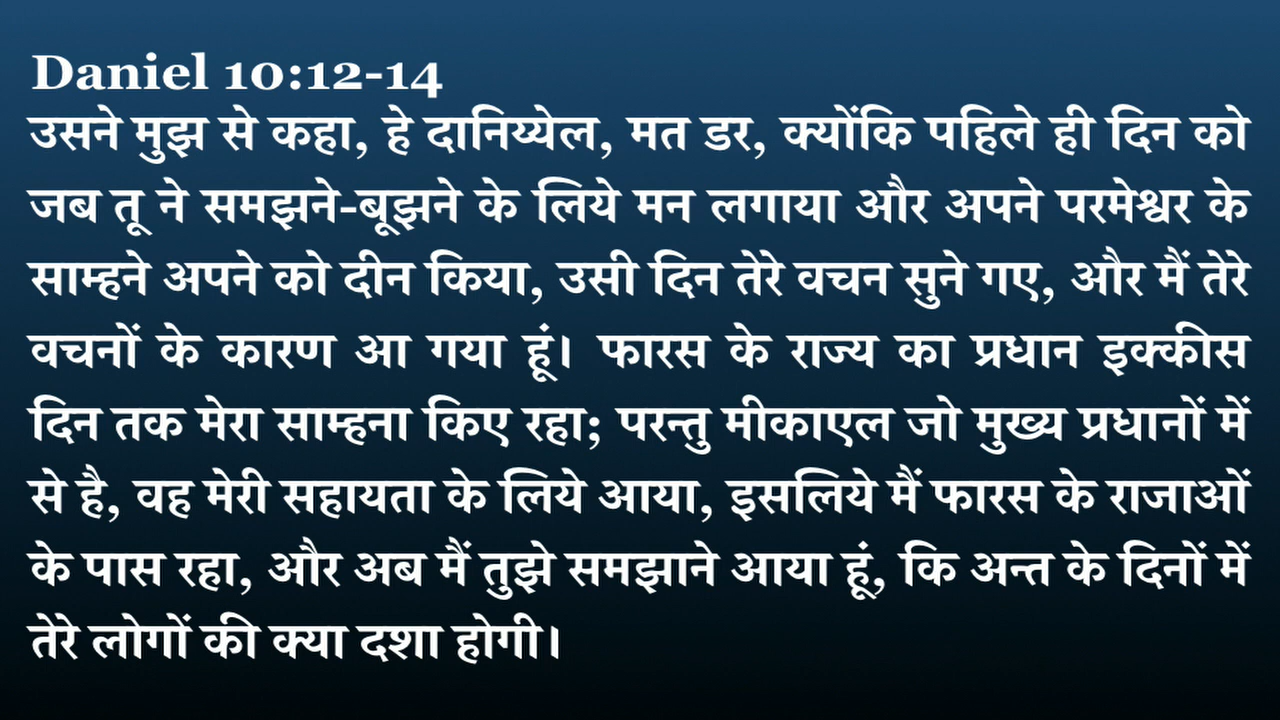 Daniel 10:12-14
उसने मुझ से कहा, हे दानिय्येल, मत डर, क्योंकि पहिले ही दिन को
जब तू ने समझने-बूझने के लिये मन लगाया और अपने परमेश्वर के
साम्हने अपने को दीन किया, उसी दिन तेरे वचन सुने गए, और मैं तेरे
वचनों के कारण आ गया हूं। फारस के राज्य का प्रधान इक्कीस
दिन तक मेरा साम्हना किए रहा; परन्तु मीकाएल जो मुख्य प्रधानों में
से है, वह मेरी सहायता के लिये आया, इसलिये मैं फारस के राजाओं
के पास रहा, और अब मैं तुझे समझाने आया हूं, कि अन्त के दिनों में
तेरे लोगों की क्या दशा होगी।